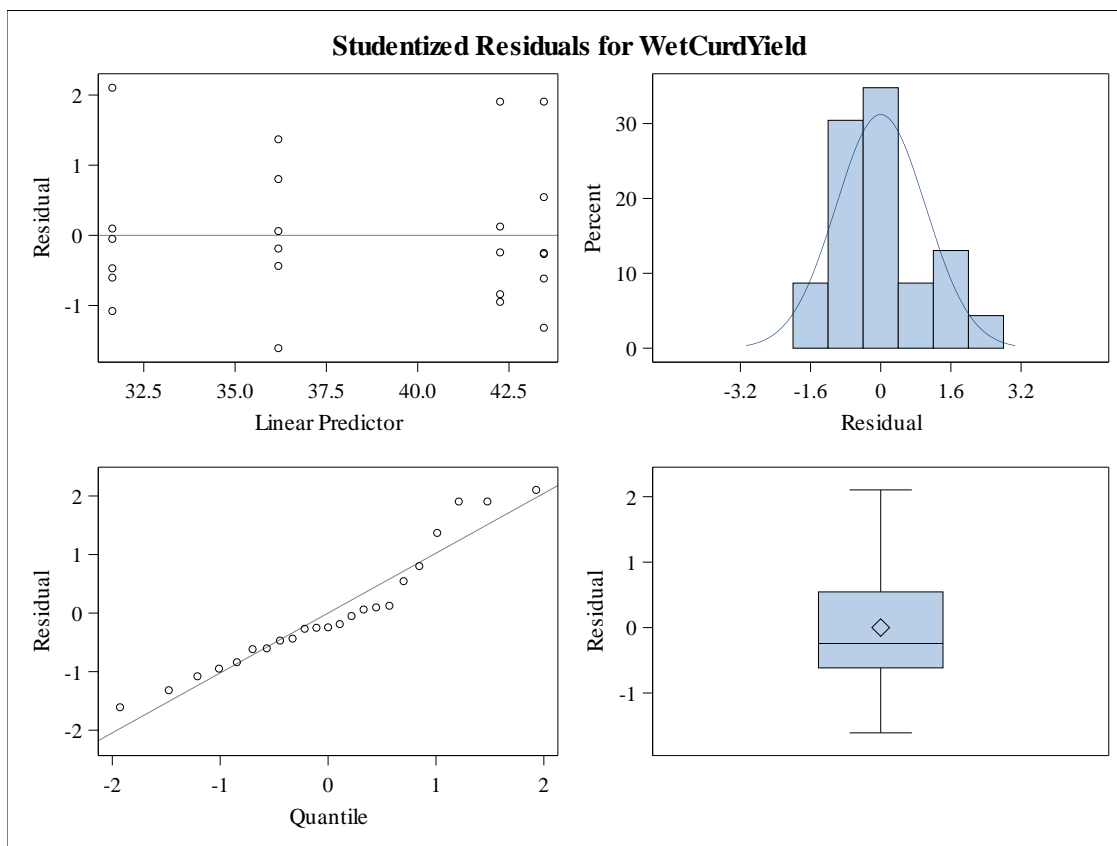 Studentized Residuals for WetCurdYield
2
1
0
-1
Residual
32.5 35.0 37.5 40.0 42.5
Linear Predictor
30
20
10
0
Percent
-3.2 -1.6 0 1.6 3.2
Residual
2
1
0
-1
-2
Residual
-2 -1 0 1 2
Quantile
2
1
0
-1
Residual